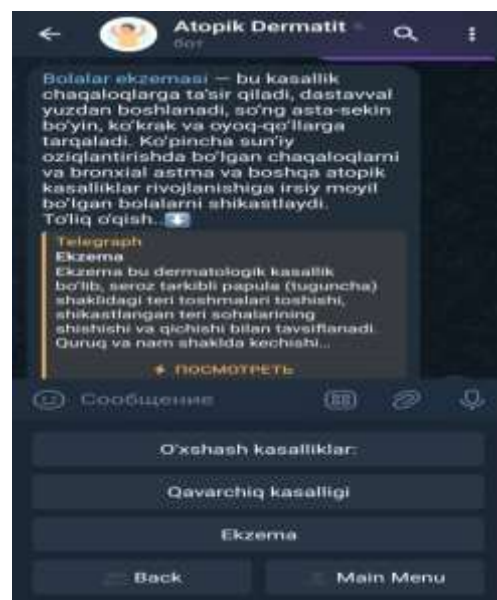 Atopik Dermatit
бот
Bolalar ekzemasi — bu kasallik
chaqaloqlarga ta'sir qiladi, dastavval
yuzdan boshlanadi, so'ng asta-sekin
bo'yin, ko'krak va oyoq-qo'llarga
tarqaladi. Ko'pincha sun'iy
oziqlantirishda bo'lgan chaqaloqlarni
va bronxial astma va boshqa atopik
kasalliklar rivojlanishiga irsiy moyil
bo'lgan bolalarni shikastlaydi.
To'liq o'qish..
Telegraph
Ekzema
Ekzema bu dermatologik kasallik
bo'lib, seroz tarkibli papula (tuguncha)
shaklidagi teri toshmalari toshishi,
shikastlangan teri sohalarining
shishishi va qichishi bilan tavsiflanadi.
Quruq va nam shaklda kechishi...
ПОСМОТРЕТЬ
Сообщение
O'xshash kasalliklar:
Qavarchiq kasalligi
Ekzema
Back
Main Menu